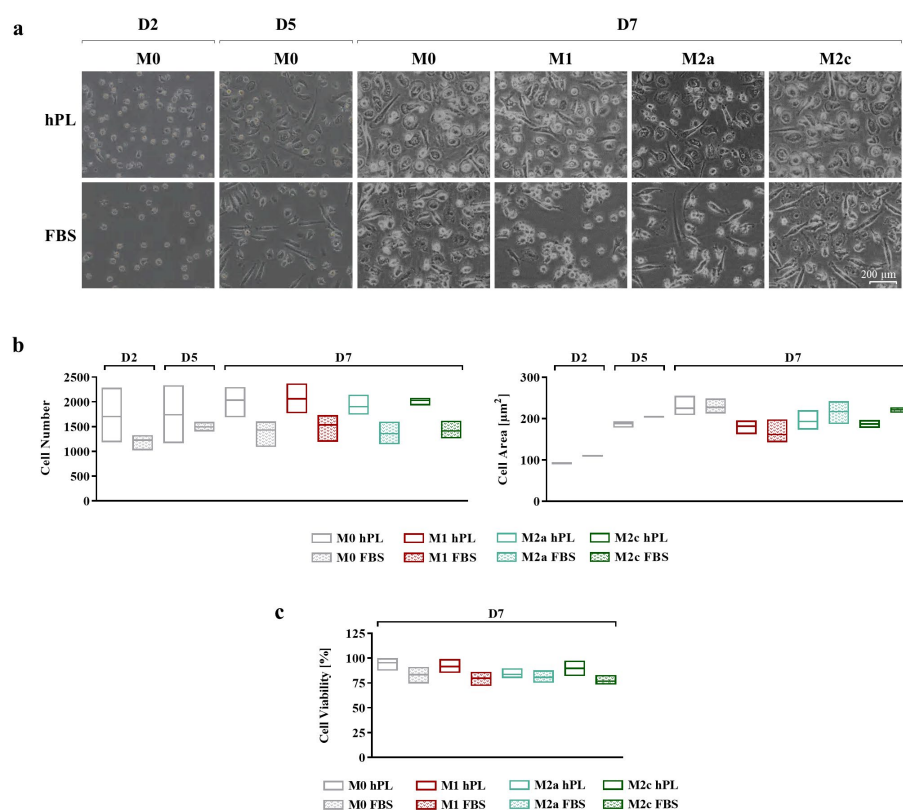 a
D2 D5 D7
M0 M0 M0 M1 M2a M2c
hPL
FBS
200 µm
b
D2 D5 D7
Cell Number
2500
2000
1500
1000
500
0
D2 D5 D7
Cell Area [µm²]
300
200
100
0
M0 hPL M1 hPL M2a hPL M2c hPL
M0 FBS M1 FBS M2a FBS M2c FBS
c
D7
Cell Viability [%]
125
100
75
50
25
0
M0 hPL M1 hPL M2a hPL M2c hPL
M0 FBS M1 FBS M2a FBS M2c FBS